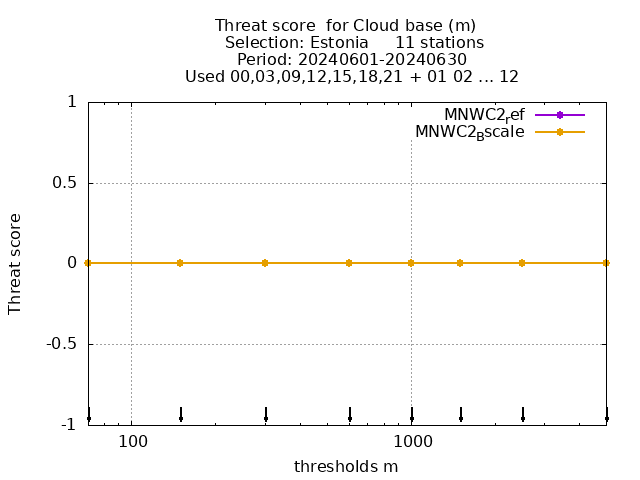 Threat score  for Cloud base (m)
Selection: Estonia     11 stations
Period: 20240601-20240630
Used 00,03,09,12,15,18,21 + 01 02 ... 12
MNWC2_ref
MNWC2_Bscale
1
0.5
0
-0.5
-1
Threat score
100
1000
thresholds m